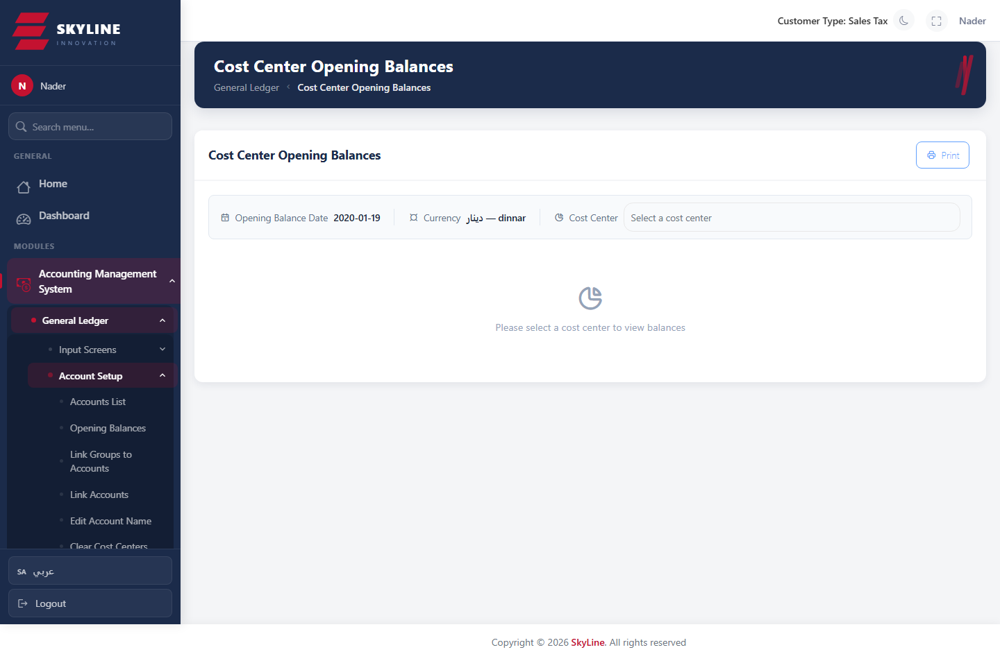 SKYLINE
INNOVATION
N Nader
Search menu...
GENERAL
Home
Dashboard
MODULES
Accounting Management
System
General Ledger
Input Screens
Account Setup
Accounts List
Opening Balances
Link Groups to
Accounts
Link Accounts
Edit Account Name
Clear Cost Centers
SA عربي
Logout
Customer Type: Sales Tax
Nader
Cost Center Opening Balances
General Ledger < Cost Center Opening Balances
Cost Center Opening Balances
Print
Opening Balance Date 2020-01-19
Currency دينار — dinnar
Cost Center Select a cost center
Please select a cost center to view balances
Copyright © 2026 SkyLine. All rights reserved